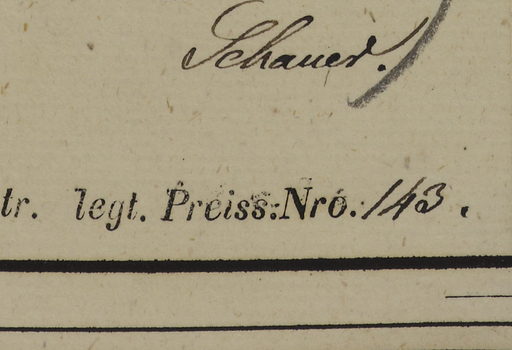 Schauer.
tr. legt. Preiss:Nro. 143.